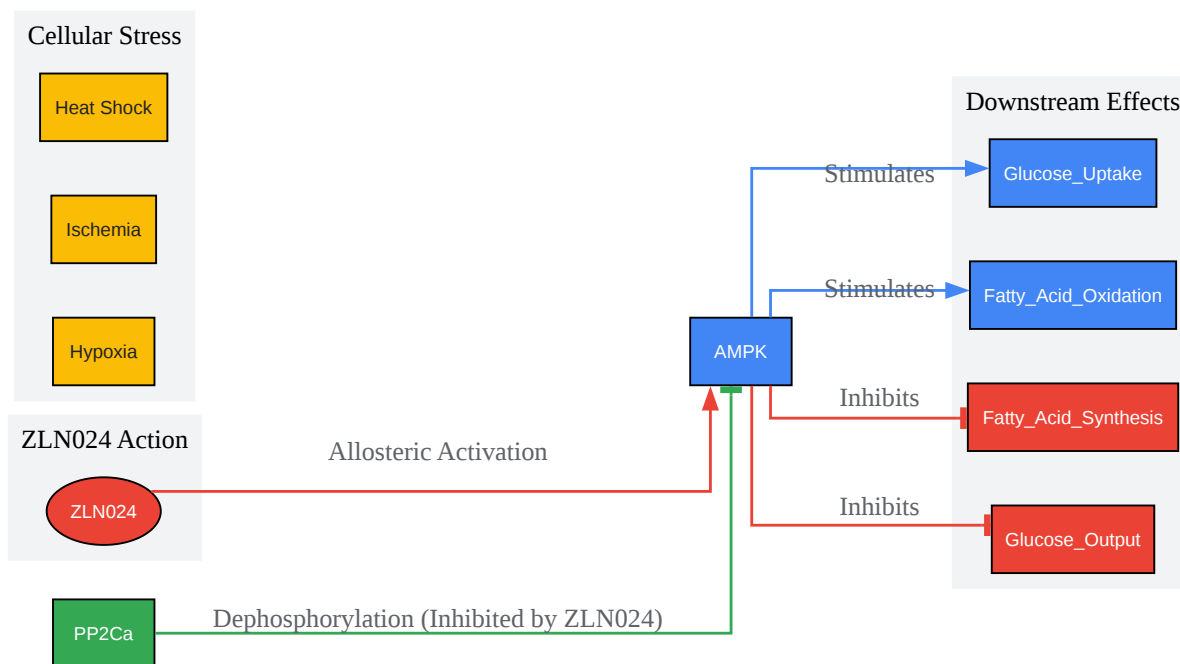 Cellular Stress
Heat Shock
Ischemia
Hypoxia
ZLN024 Action
ZLN024
PP2Ca
Allosteric Activation
Dephosphorylation (Inhibited by ZLN024)
AMPK
Stimulates
Stimulates
Inhibits
Inhibits
Downstream Effects
Glucose_Uptake
Fatty_Acid_Oxidation
Fatty_Acid_Synthesis
Glucose_Output